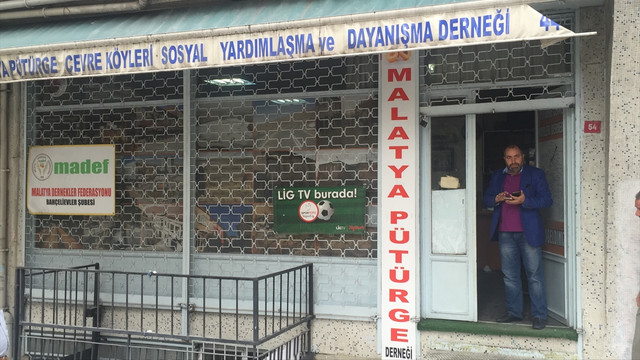 PÜTÜRGE ÇEVRE KÖYLERİ SOSYAL YARDIMLAŞMA ve DAYANIŞMA DERNEĞİ 44
madef
MALATYA DERNEKLER FEDERASYONU
BAHÇELİEVLER ŞUBESİ
LİG TV burada!
MALATYA PÜTÜRGE
DERNEĞİ
54